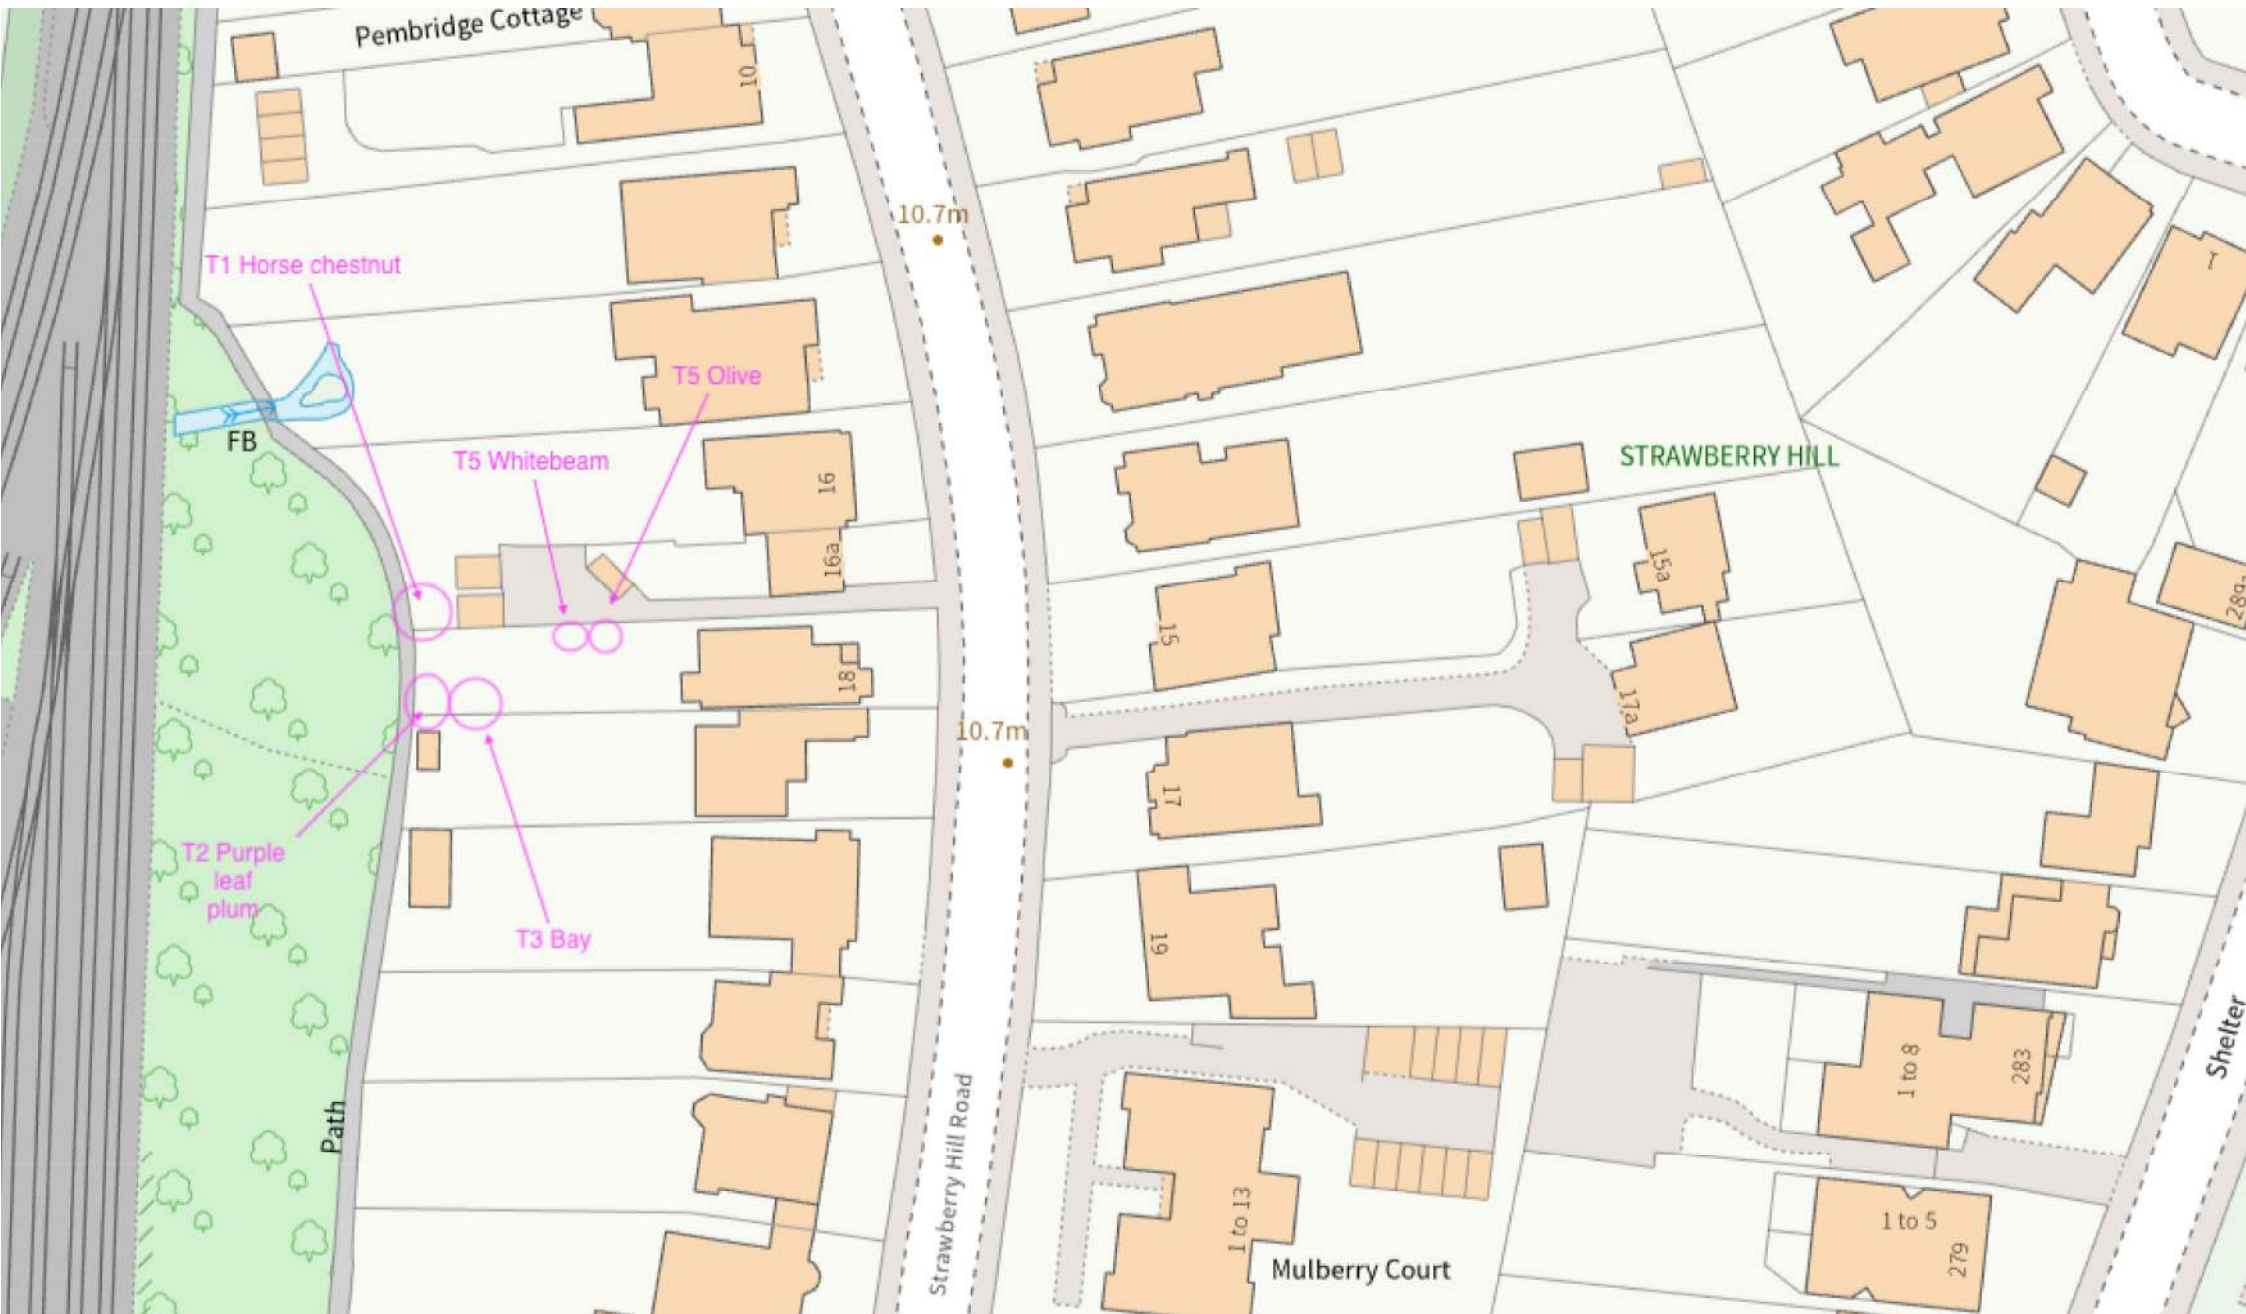 Pembridge Cottage
10
10.7m
T1 Horse chestnut
1
T5 Olive
FB
T5 Whitebeam
16
STRAWBERRY HILL
16a
15a
289a
15
18
17a
10.7m
17
T2 Purple
leaf
plum
T3 Bay
19
Path
Strawberry Hill Road
1 to 8
283
Shelter
1 to 13
Mulberry Court
1 to 5
279